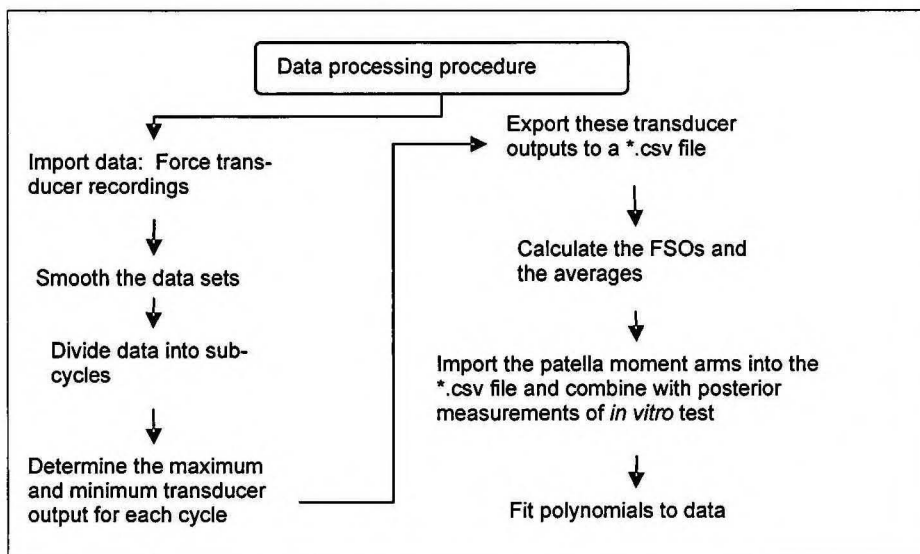 Data processing procedure
Import data: Force trans-
ducer recordings
Smooth the data sets
Divide data into sub-
cycles
Determine the maximum
and minimum transducer
output for each cycle
Export these transducer
outputs to a *.csv file
Calculate the FSOs and
the averages
Import the patella moment arms into the
*.csv file and combine with posterior
measurements of in vitro test
Fit polynomials to data